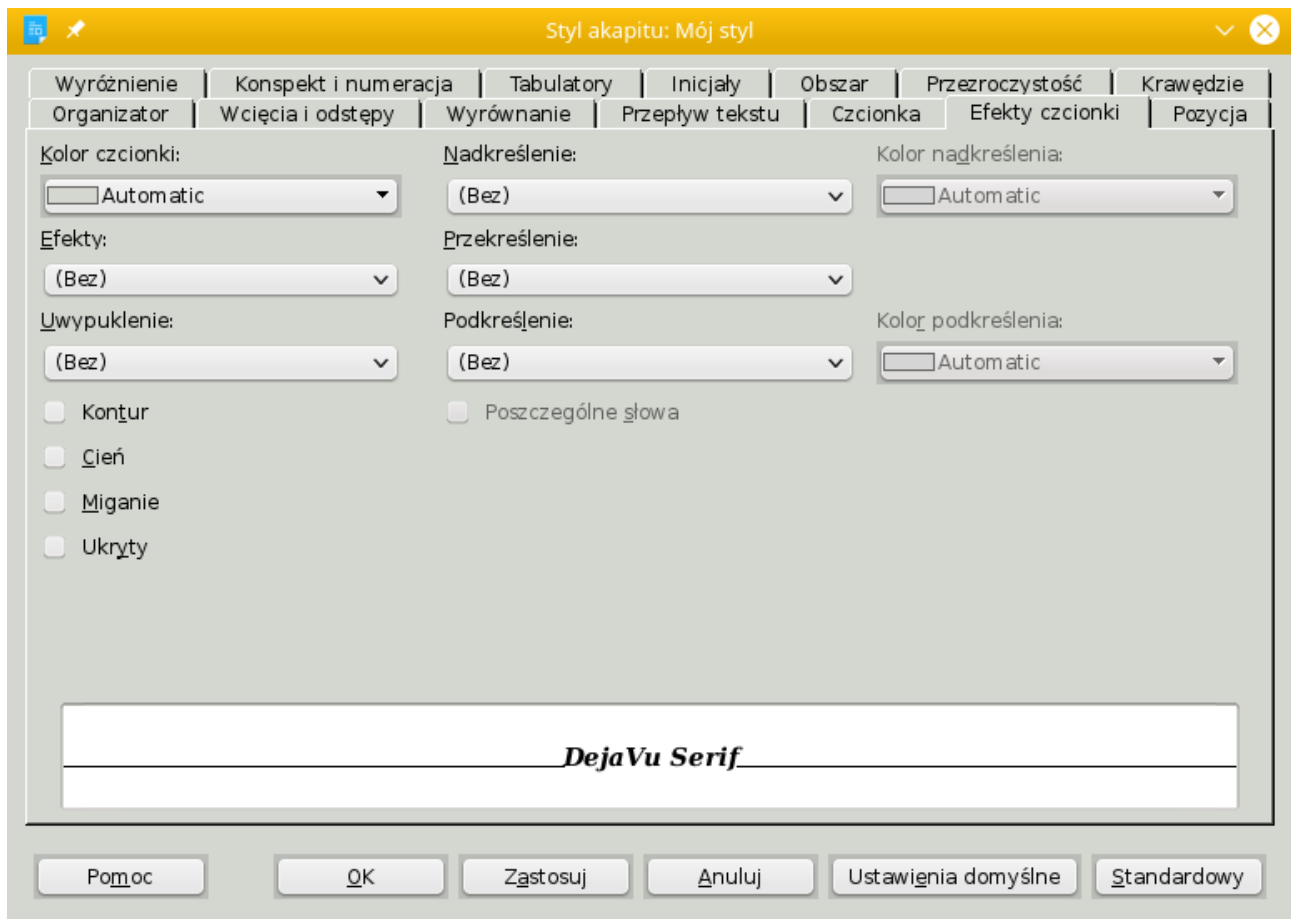 Styl akapitu: Mój styl
Wyróżnienie Konspekt i numeracja Tabulatory Inicjały Obszar Przezroczystość Krawędzie
Organizator Wcięcia i odstępy Wyrównanie Przepływ tekstu Czcionka Efekty czcionki Pozycja
Kolor czcionki: Nadkreślenie: Kolor nadkreślenia:
Automatic (Bez) Automatic
Efekty: Przekreślenie:
(Bez) (Bez)
Uwypuklenie: Podkreślenie: Kolor podkreślenia:
(Bez) (Bez) Automatic
Kontur Poszczególne słowa
Cień
Miganie
Ukryty
DejaVu Serif
Pomoc OK Zastosuj Anuluj Ustawienia domyślne Standardowy